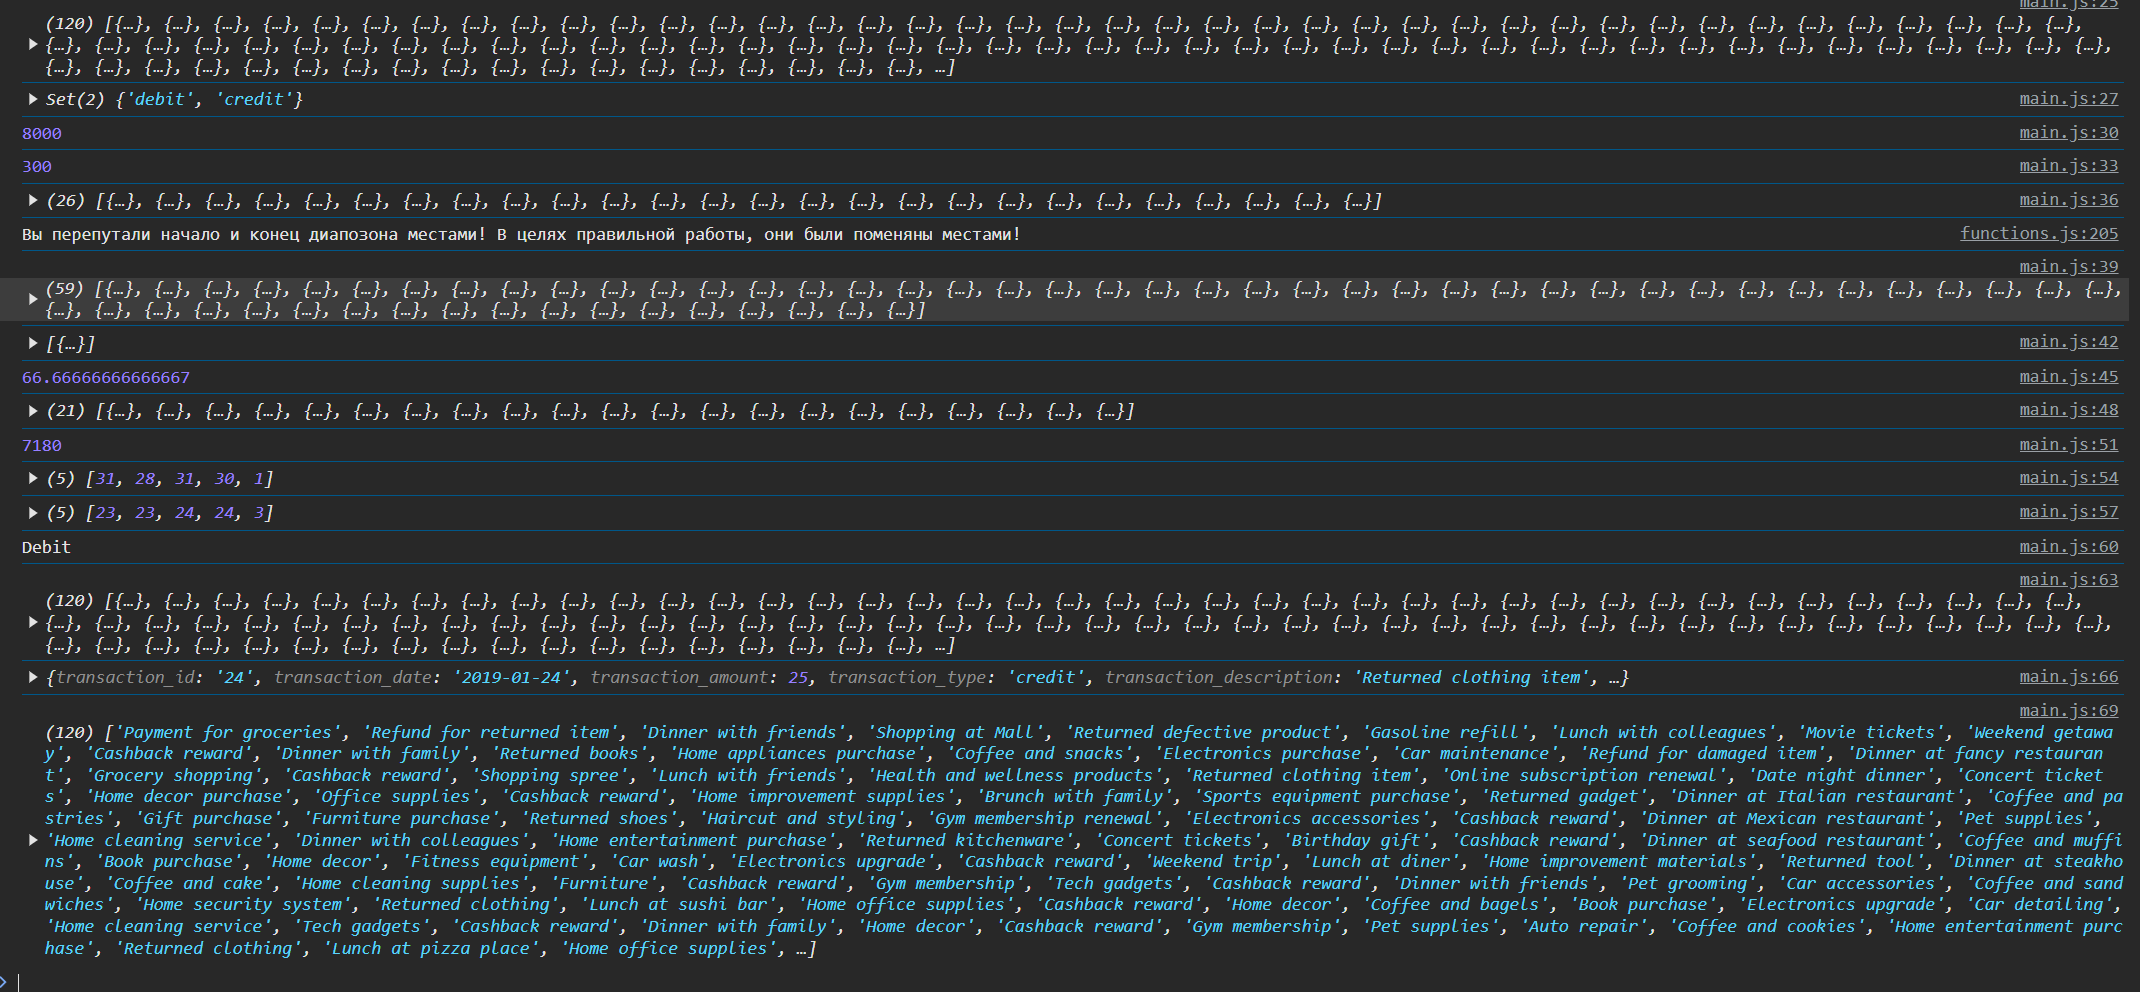 main.js:25
(120) [{…}, {…}, {…}, {…}, {…}, {…}, {…}, {…}, {…}, {…}, {…}, {…}, {…}, {…}, {…}, {…}, {…}, {…}, {…}, {…}, {…}, {…}, {…}, {…}, {…}, {…}, {…}, {…}, {…}, {…}, {…}, {…}, {…}, {…}, {…}, {…}, {…}, {…}, {…}, {…},
{…}, {…}, {…}, {…}, {…}, {…}, {…}, {…}, {…}, {…}, {…}, {…}, {…}, {…}, {…}, {…}, {…}, {…}, {…}, {…}, {…}, {…}, {…}, {…}, {…}, {…}, {…}, {…}, {…}, {…}, {…}, {…}, {…}, {…}, {…}, {…}, {…}, {…}, {…}, {…}, {…}, {…},
{…}, {…}, {…}, {…}, {…}, {…}, {…}, {…}, {…}, {…}, {…}, {…}, {…}, {…}, {…}, {…}, {…}, {…}, …]
Set(2) {'debit', 'credit'} main.js:27
8000 main.js:30
300 main.js:33
(26) [{…}, {…}, {…}, {…}, {…}, {…}, {…}, {…}, {…}, {…}, {…}, {…}, {…}, {…}, {…}, {…}, {…}, {…}, {…}, {…}, {…}, {…}, {…}, {…}, {…}, {…}] main.js:36
Вы перепутали начало и конец диапозона местами! В целях правильной работы, они были поменяны местами! functions.js:205
main.js:39
(59) [{…}, {…}, {…}, {…}, {…}, {…}, {…}, {…}, {…}, {…}, {…}, {…}, {…}, {…}, {…}, {…}, {…}, {…}, {…}, {…}, {…}, {…}, {…}, {…}, {…}, {…}, {…}, {…}, {…}, {…}, {…}, {…}, {…}, {…}, {…}, {…}, {…}, {…}, {…}, {…}, {…},
{…}, {…}, {…}, {…}, {…}, {…}, {…}, {…}, {…}, {…}, {…}, {…}, {…}, {…}, {…}, {…}, {…}, {…}]
[{…}] main.js:42
66.66666666666667 main.js:45
(21) [{…}, {…}, {…}, {…}, {…}, {…}, {…}, {…}, {…}, {…}, {…}, {…}, {…}, {…}, {…}, {…}, {…}, {…}, {…}, {…}, {…}] main.js:48
7180 main.js:51
(5) [31, 28, 31, 30, 1] main.js:54
(5) [23, 23, 24, 24, 3] main.js:57
Debit main.js:60
main.js:63
(120) [{…}, {…}, {…}, {…}, {…}, {…}, {…}, {…}, {…}, {…}, {…}, {…}, {…}, {…}, {…}, {…}, {…}, {…}, {…}, {…}, {…}, {…}, {…}, {…}, {…}, {…}, {…}, {…}, {…}, {…}, {…}, {…}, {…}, {…}, {…}, {…}, {…}, {…}, {…}, {…},
{…}, {…}, {…}, {…}, {…}, {…}, {…}, {…}, {…}, {…}, {…}, {…}, {…}, {…}, {…}, {…}, {…}, {…}, {…}, {…}, {…}, {…}, {…}, {…}, {…}, {…}, {…}, {…}, {…}, {…}, {…}, {…}, {…}, {…}, {…}, {…}, {…}, {…}, {…}, {…}, {…}, {…},
{…}, {…}, {…}, {…}, {…}, {…}, {…}, {…}, {…}, {…}, {…}, {…}, {…}, {…}, {…}, {…}, {…}, {…}, …]
{transaction_id: '24', transaction_date: '2019-01-24', transaction_amount: 25, transaction_type: 'credit', transaction_description: 'Returned clothing item', …} main.js:66
main.js:69
(120) ['Payment for groceries', 'Refund for returned item', 'Dinner with friends', 'Shopping at Mall', 'Returned defective product', 'Gasoline refill', 'Lunch with colleagues', 'Movie tickets', 'Weekend getawa
y', 'Cashback reward', 'Dinner with family', 'Returned books', 'Home appliances purchase', 'Coffee and snacks', 'Electronics purchase', 'Car maintenance', 'Refund for damaged item', 'Dinner at fancy restauran
t', 'Grocery shopping', 'Cashback reward', 'Shopping spree', 'Lunch with friends', 'Health and wellness products', 'Returned clothing item', 'Online subscription renewal', 'Date night dinner', 'Concert ticket
s', 'Home decor purchase', 'Office supplies', 'Cashback reward', 'Home improvement supplies', 'Brunch with family', 'Sports equipment purchase', 'Returned gadget', 'Dinner at Italian restaurant', 'Coffee and pa
stries', 'Gift purchase', 'Furniture purchase', 'Returned shoes', 'Haircut and styling', 'Gym membership renewal', 'Electronics accessories', 'Cashback reward', 'Dinner at Mexican restaurant', 'Pet supplies',
'Home cleaning service', 'Dinner with colleagues', 'Home entertainment purchase', 'Returned kitchenware', 'Concert tickets', 'Birthday gift', 'Cashback reward', 'Dinner at seafood restaurant', 'Coffee and muffi
ns', 'Book purchase', 'Home decor', 'Fitness equipment', 'Car wash', 'Electronics upgrade', 'Cashback reward', 'Weekend trip', 'Lunch at diner', 'Home improvement materials', 'Returned tool', 'Dinner at steakho
use', 'Coffee and cake', 'Home cleaning supplies', 'Furniture', 'Cashback reward', 'Gym membership', 'Tech gadgets', 'Cashback reward', 'Dinner with friends', 'Pet grooming', 'Car accessories', 'Coffee and sand
wiches', 'Home security system', 'Returned clothing', 'Lunch at sushi bar', 'Home office supplies', 'Cashback reward', 'Home decor', 'Coffee and bagels', 'Book purchase', 'Electronics upgrade', 'Car detailing',
'Home cleaning service', 'Tech gadgets', 'Cashback reward', 'Dinner with family', 'Home decor', 'Cashback reward', 'Gym membership', 'Pet supplies', 'Auto repair', 'Coffee and cookies', 'Home entertainment purc
hase', 'Returned clothing', 'Lunch at pizza place', 'Home office supplies', …]